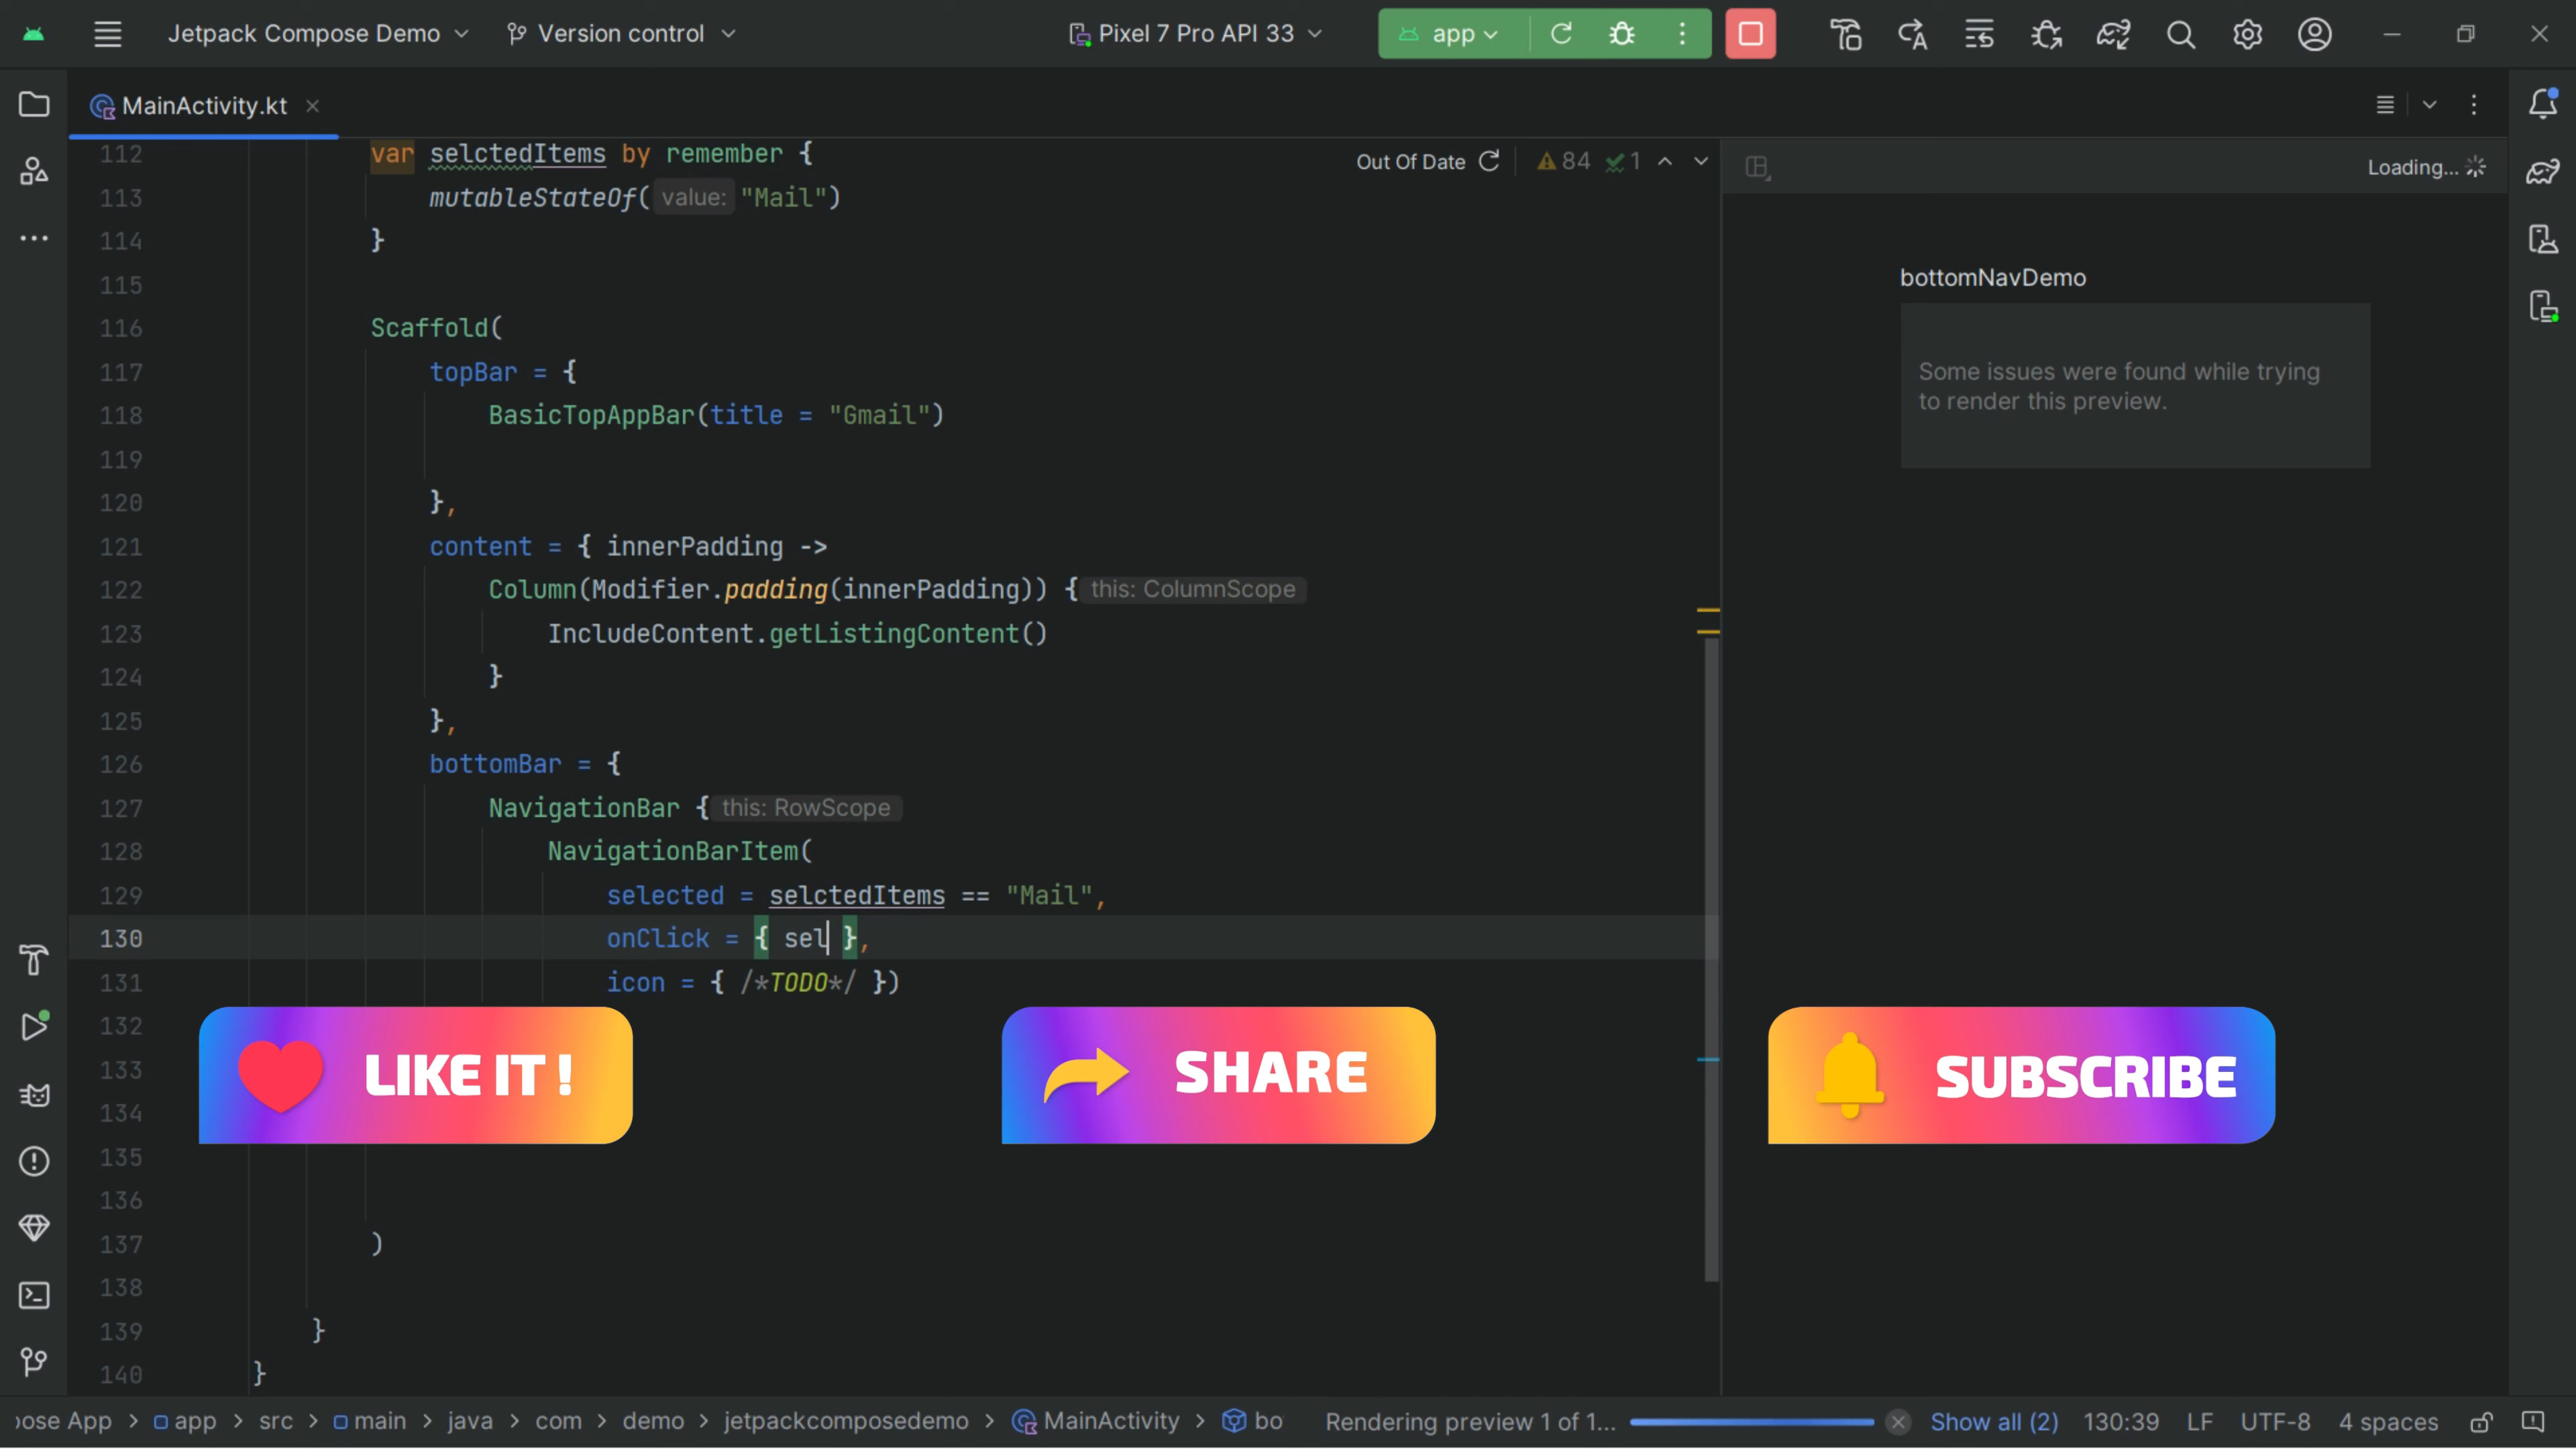 Jetpack Compose Demo Version control Pixel 7 Pro API 33 app
MainActivity.kt
Out Of Date 84 1
Loading...
112 var selctedItems by remember {
113 mutableStateOf( value: "Mail")
114 }
115
116 Scaffold(
117 topBar = {
118 BasicTopAppBar(title = "Gmail")
119
120 },
121 content = { innerPadding ->
122 Column(Modifier.padding(innerPadding)) { this: ColumnScope
123 IncludeContent.getListingContent()
124 }
125 },
126 bottomBar = {
127 NavigationBar { this: RowScope
128 NavigationBarItem(
129 selected = selctedItems == "Mail",
130 onClick = { sel },
131 icon = { /*TODO*/ })
132
133
134
135
136
137 )
138
139 }
140 }
bottomNavDemo
Some issues were found while trying
to render this preview.
LIKE IT !
SHARE
SUBSCRIBE
pose App > app > src > main > java > com > demo > jetpackcomposedemo > MainActivity > bo Rendering preview 1 of 1... Show all (2) 130:39 LF UTF-8 4 spaces